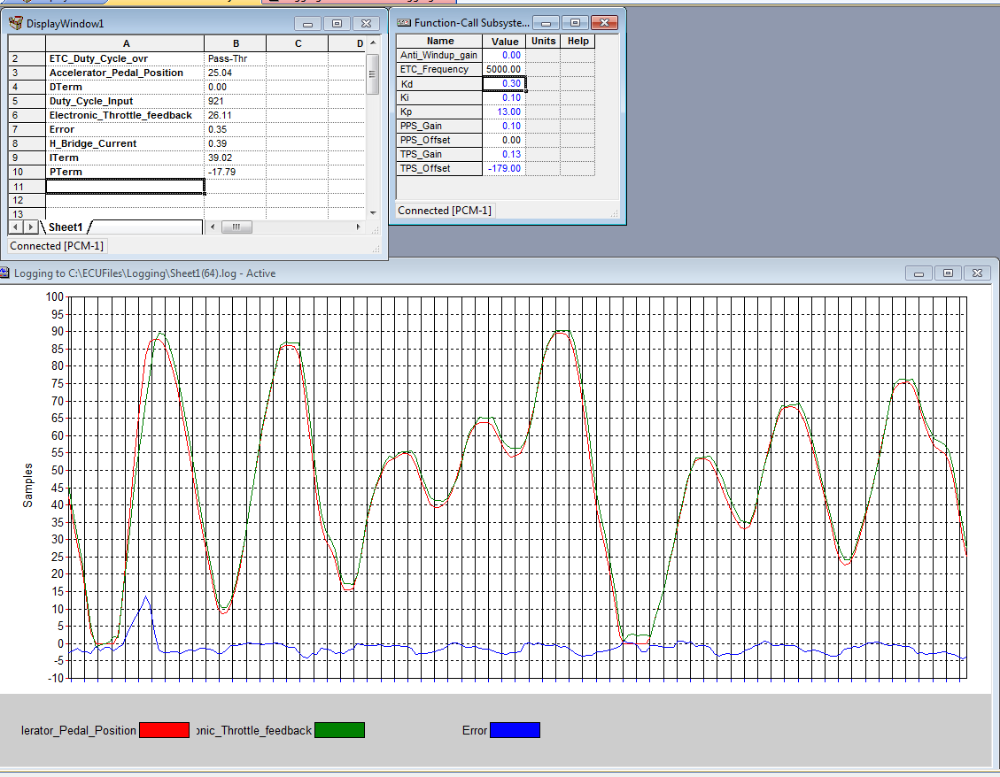 DisplayWindow1
A B C D
2 ETC_Duty_Cycle_ovr Pass-Thr
3 Accelerator_Pedal_Position 25.04
4 DTerm 0.00
5 Duty_Cycle_Input 921
6 Electronic_Throttle_feedback 26.11
7 Error 0.35
8 H_Bridge_Current 0.39
9 ITerm 39.02
10 PTerm -17.79
11
12
13
Sheet1
Connected [PCM-1]
Function-Call Subsyste...
Name Value Units Help
Anti_Windup_gain 0.00
ETC_Frequency 5000.00
Kd 0.30
Ki 0.10
Kp 13.00
PPS_Gain 0.10
PPS_Offset 0.00
TPS_Gain 0.13
TPS_Offset -179.00
Connected [PCM-1]
Logging to C:\ECUFiles\Logging\Sheet1(64).log - Active
100
95
90
85
80
75
70
65
60
55
50
45
40
35
30
25
20
15
10
5
0
-5
-10
Samples
lerator_Pedal_Position onic_Throttle_feedback Error